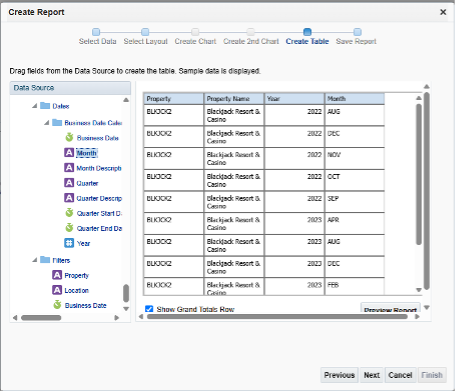 Create Report
Select Data Select Layout Create Chart Create 2nd Chart Create Table Save Report
Drag fields from the Data Source to create the table. Sample data is displayed.
Data Source
Dates
Business Date Cale
Business Date
Month
Month Descripti
Quarter
Quarter Descrip
Quarter Start D
Quarter End Da
Year
Filters
Property
Location
Business Date
Property Property Name Year Month
BLKJCK2 Blackjack Resort & 2022 AUG
Casino
BLKJCK2 Blackjack Resort & 2022 DEC
Casino
BLKJCK2 Blackjack Resort & 2022 NOV
Casino
BLKJCK2 Blackjack Resort & 2022 OCT
Casino
BLKJCK2 Blackjack Resort & 2022 SEP
Casino
BLKJCK2 Blackjack Resort & 2023 APR
Casino
BLKJCK2 Blackjack Resort & 2023 AUG
Casino
BLKJCK2 Blackjack Resort & 2023 DEC
Casino
BLKJCK2 Blackjack Resort & 2023 FEB
Casino
Show Grand Totals Row Preview Report
Previous Next Cancel Finish